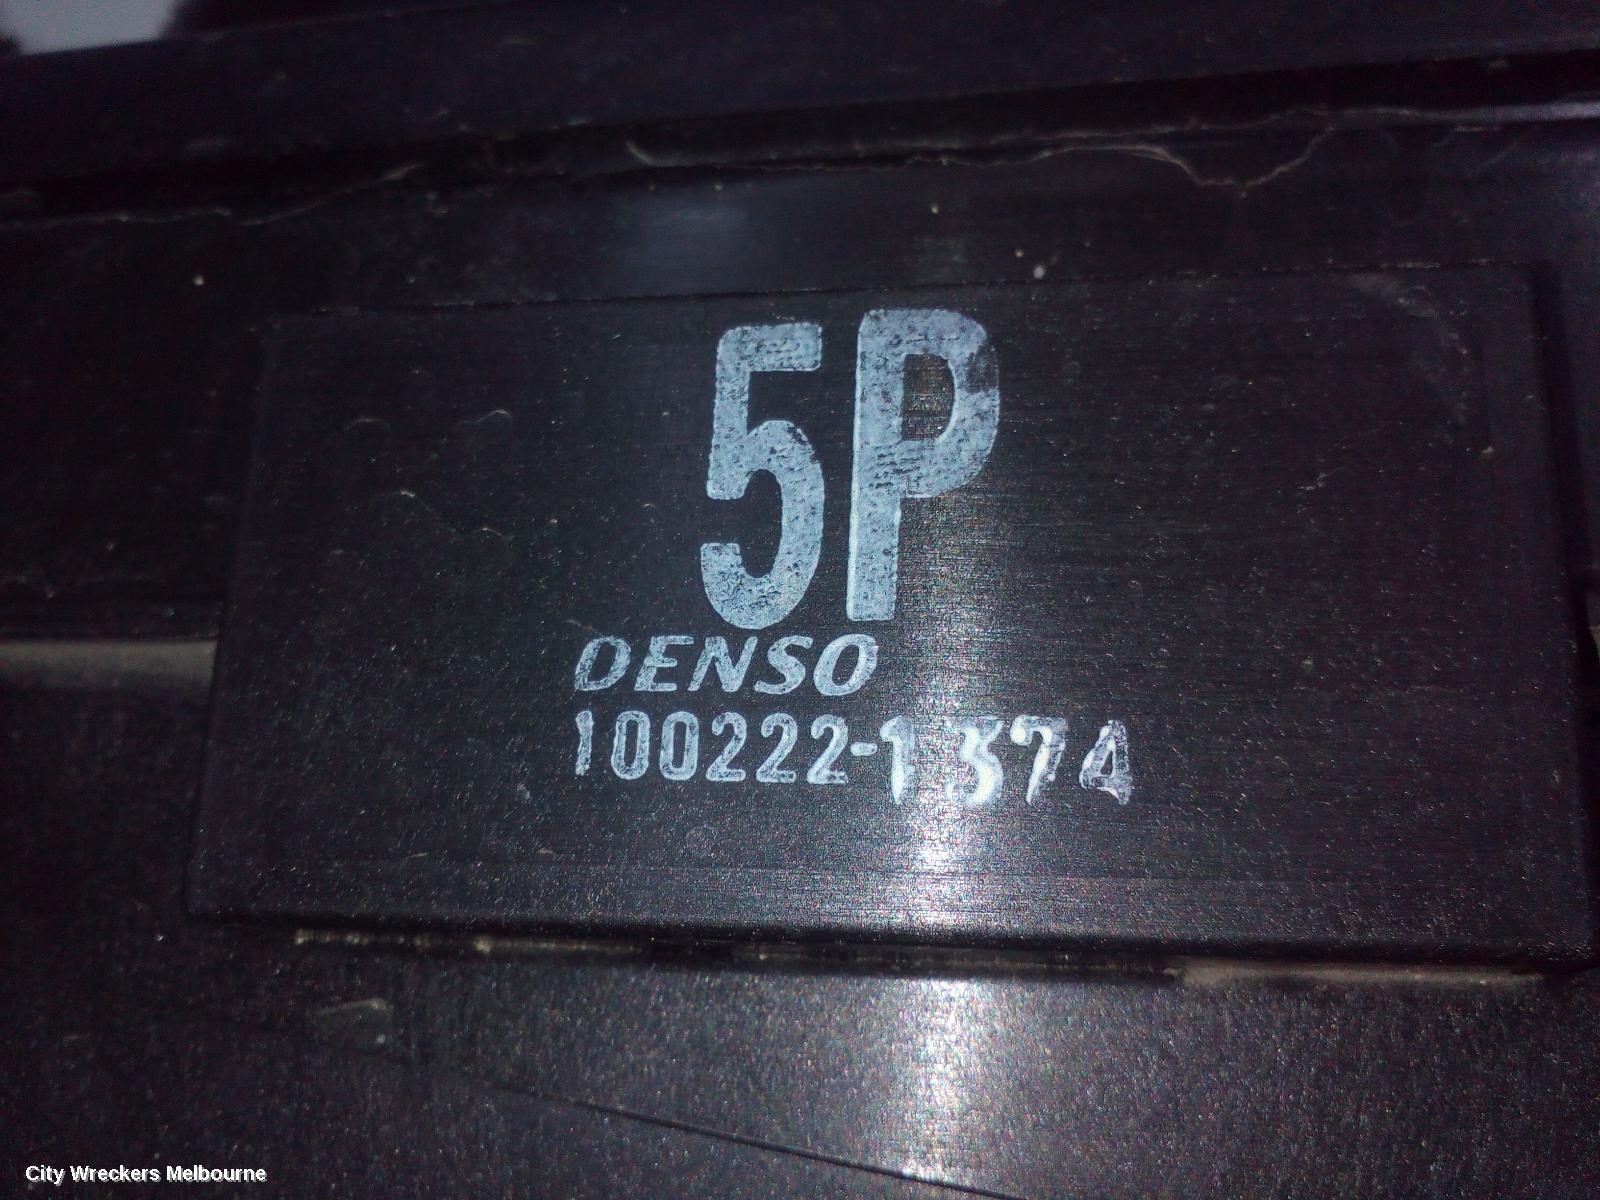 5P
DENSO
100222-1374
City Wreckers Melbourne